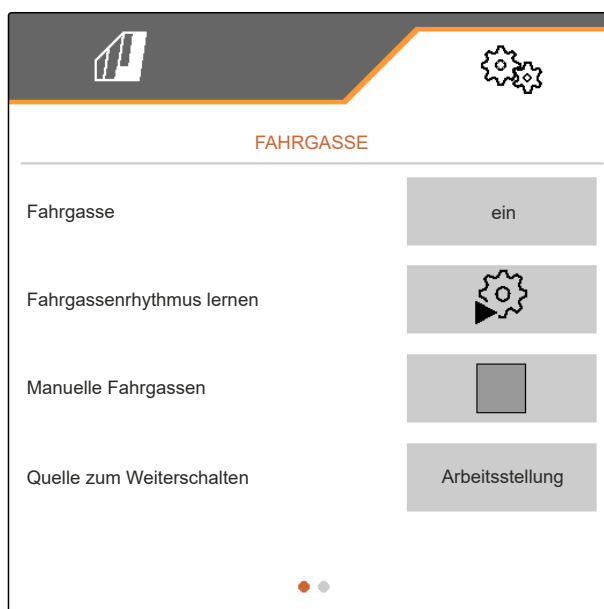 FAHRGASSE
Fahrgasse
ein
Fahrgassenrhythmus lernen
Manuelle Fahrgassen
Quelle zum Weiterschalten
Arbeitsstellung